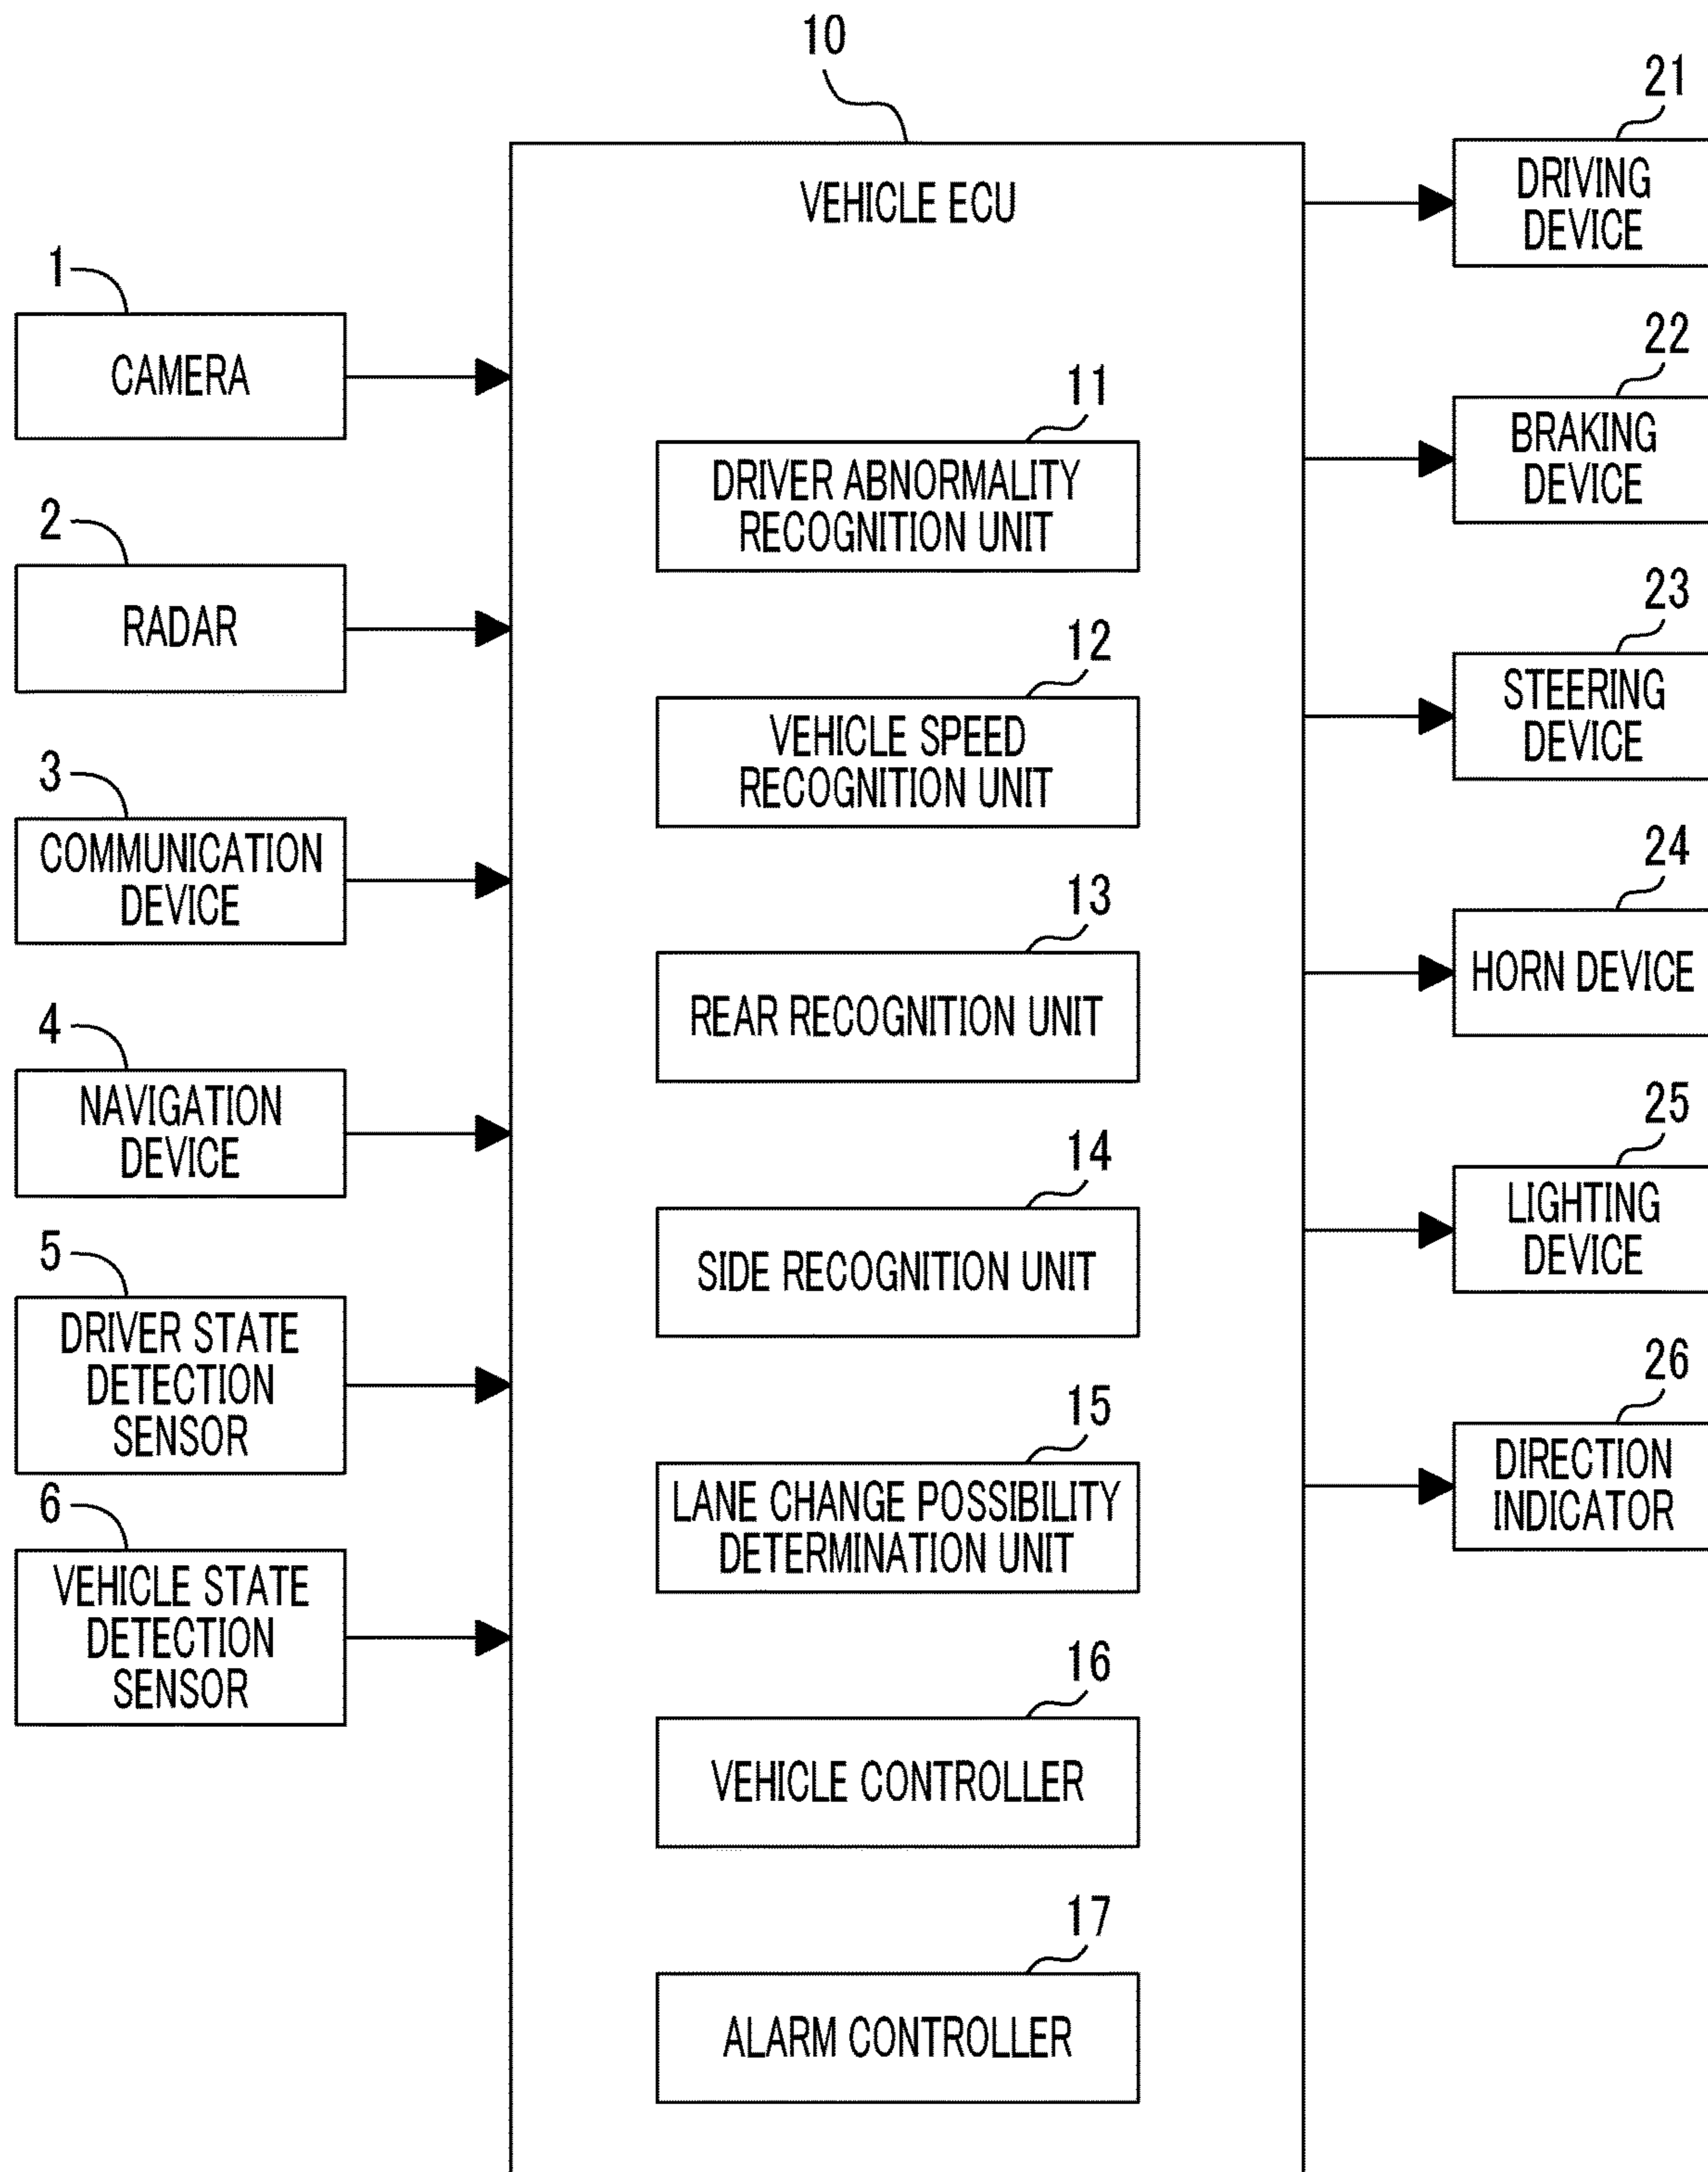 10
VEHICLE ECU
1
CAMERA
2
RADAR
3
COMMUNICATION
DEVICE
4
NAVIGATION
DEVICE
5
DRIVER STATE
DETECTION
SENSOR
6
VEHICLE STATE
DETECTION
SENSOR
11
DRIVER ABNORMALITY
RECOGNITION UNIT
12
VEHICLE SPEED
RECOGNITION UNIT
13
REAR RECOGNITION UNIT
14
SIDE RECOGNITION UNIT
15
LANE CHANGE POSSIBILITY
DETERMINATION UNIT
16
VEHICLE CONTROLLER
17
ALARM CONTROLLER
21
DRIVING
DEVICE
22
BRAKING
DEVICE
23
STEERING
DEVICE
24
HORN DEVICE
25
LIGHTING
DEVICE
26
DIRECTION
INDICATOR